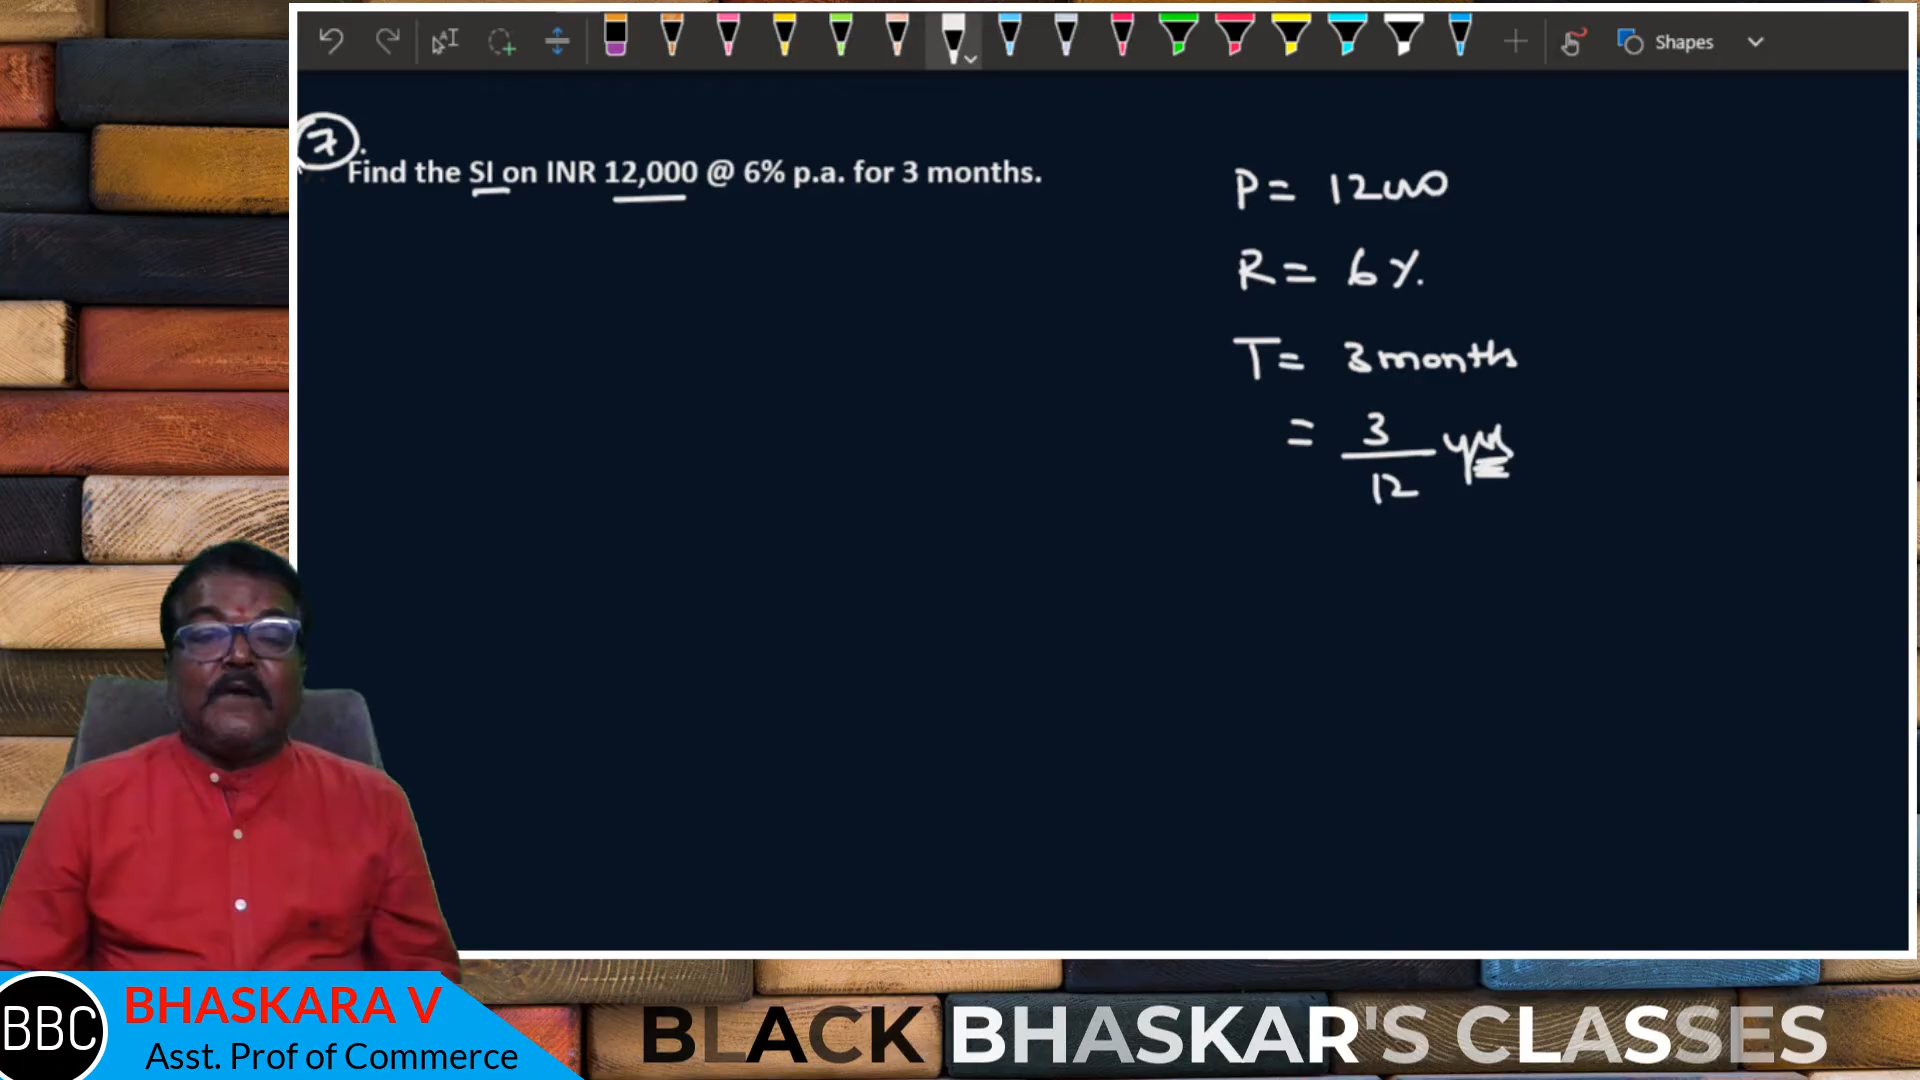 Shapes
7.
Find the SI on INR 12,000 @ 6% p.a. for 3 months.
P = 12000
R = 6%.
T = 3 months
= 3/12 yrs
BBC
BHASKARA V
Asst. Prof of Commerce
BLACK BHASKAR'S CLASSES